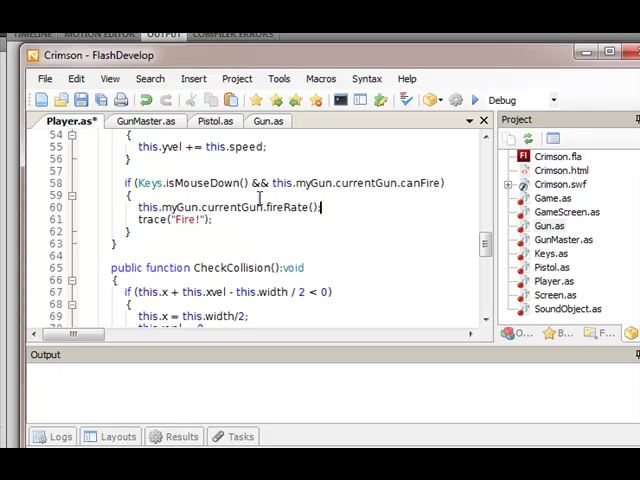 TIMELINE MOTION EDITOR OUTPUT COMPILER ERRORS
Crimson - FlashDevelop
File Edit View Search Insert Project Tools Macros Syntax Help
Debug
Player.as* GunMaster.as Pistol.as Gun.as
54 {
55 this.yvel += this.speed;
56 }
57
58 if (Keys.isMouseDown() && this.myGun.currentGun.canFire)
59 {
60 this.myGun.currentGun.fireRate();
61 trace("Fire!");
62 }
63 }
64
65 public function CheckCollision():void
66 {
67 if (this.x + this.xvel - this.width / 2 < 0)
68 {
69 this.x = this.width/2;
70
Project
Crimson.fla
Crimson.html
Crimson.swf
Game.as
GameScreen.as
Gun.as
GunMaster.as
Keys.as
Pistol.as
Player.as
Screen.as
SoundObject.as
O... B... F...
Output
Logs Layouts Results Tasks